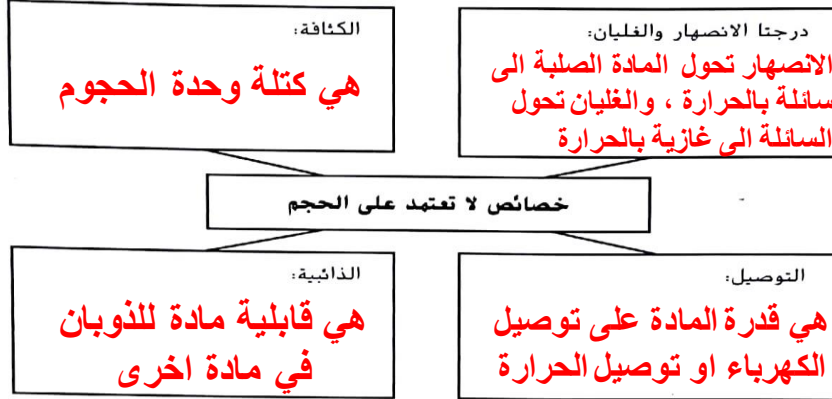 درجتا الانصهار والغليان:
الانصهار تحول المادة الصلبة الى
سائلة بالحرارة ، والغليان تحول
السائلة الى غازية بالحرارة
الكثافة:
هي كتلة وحدة الحجوم
خصائص لا تعتمد على الحجم
التوصيل:
هي قدرة المادة على توصيل
الكهرباء او توصيل الحرارة
الذائبية:
هي قابلية مادة للذوبان
في مادة اخرى